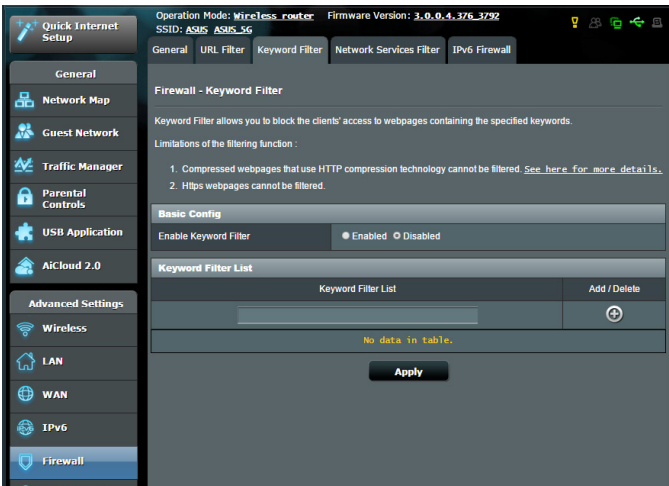 Quick Internet
Setup
Operation Mode: Wireless router Firmware Version: 3.0.0.4.376_3792
SSID: ASUS ASUS_5G
General URL Filter Keyword Filter Network Services Filter IPv6 Firewall
General
Network Map
Guest Network
Traffic Manager
Parental
Controls
USB Application
AiCloud 2.0
Advanced Settings
Wireless
LAN
WAN
IPv6
Firewall
Firewall - Keyword Filter
Keyword Filter allows you to block the clients' access to webpages containing the specified keywords.
Limitations of the filtering function :
1. Compressed webpages that use HTTP compression technology cannot be filtered. See here for more details.
2. Https webpages cannot be filtered.
Basic Config
Enable Keyword Filter Enabled Disabled
Keyword Filter List
Keyword Filter List Add / Delete
No data in table.
Apply